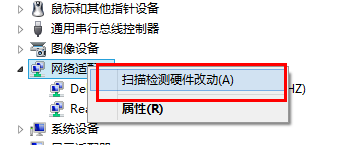 鼠标和其他指针设备
通用串行总线控制器
图像设备
网络适
扫描检测硬件改动(A)
De
HZ)
Rea
属性(R)
系统设备